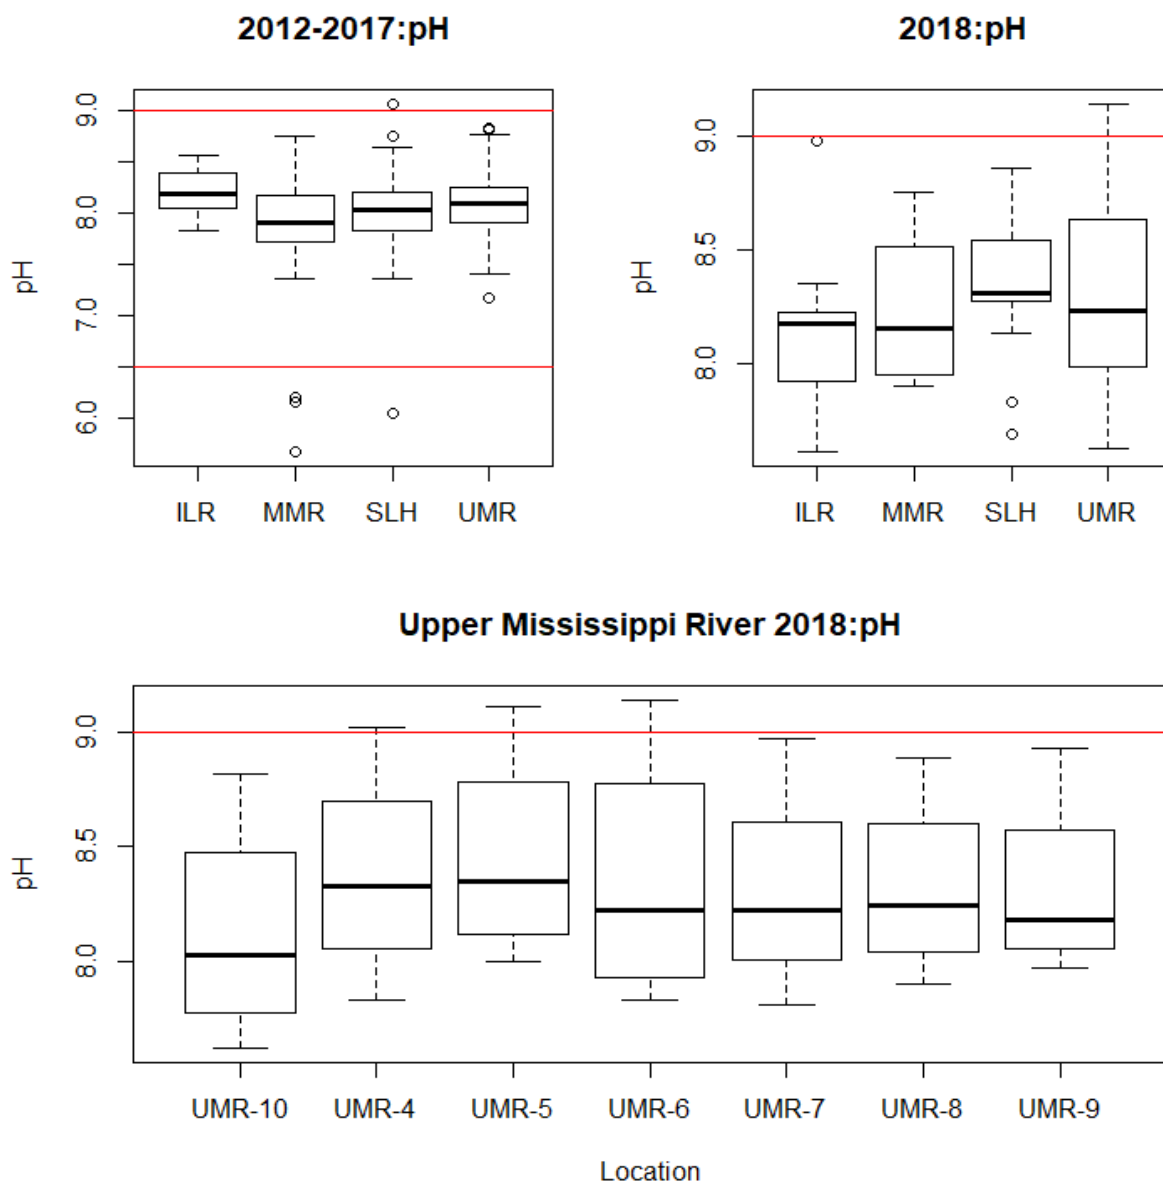 2012-2017:pH
pH
9.0
8.0
7.0
6.0
ILR MMR SLH UMR
2018:pH
pH
9.0
8.5
8.0
ILR MMR SLH UMR
Upper Mississippi River 2018:pH
pH
9.0
8.5
8.0
UMR-10 UMR-4 UMR-5 UMR-6 UMR-7 UMR-8 UMR-9
Location